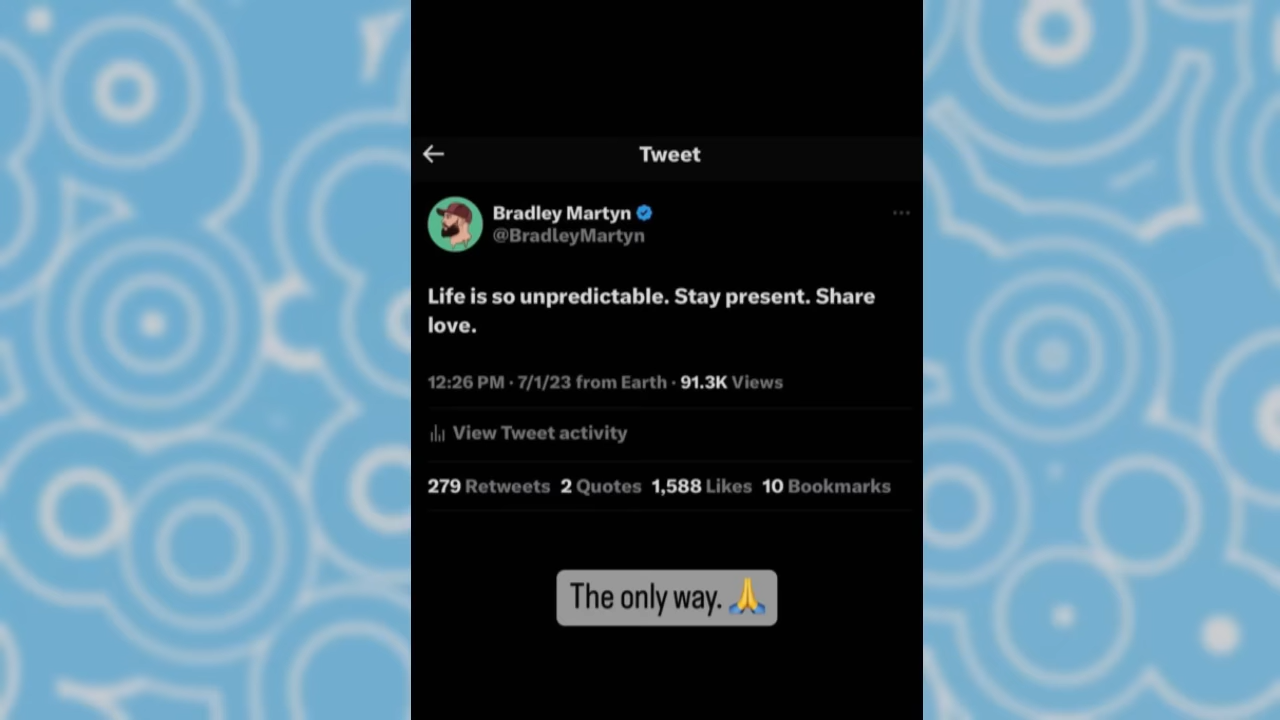 Tweet
Bradley Martyn
@BradleyMartyn
Life is so unpredictable. Stay present. Share
love.
12:26 PM · 7/1/23 from Earth · 91.3K Views
View Tweet activity
279 Retweets 2 Quotes 1,588 Likes 10 Bookmarks
The only way. 🙏